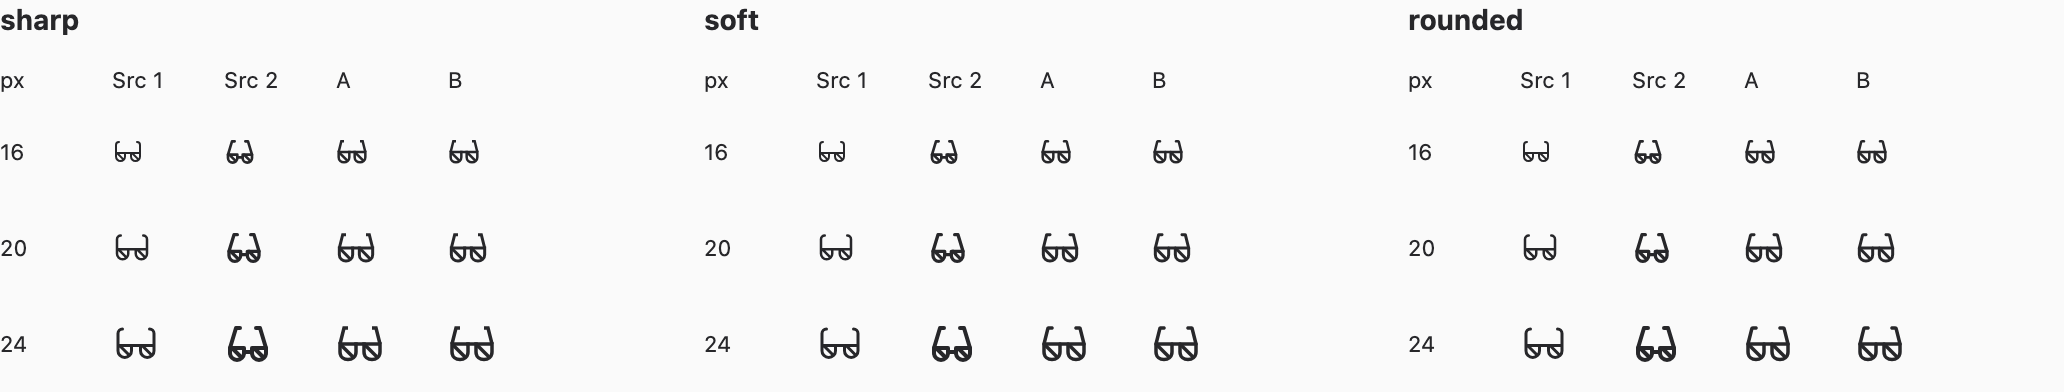 sharp soft rounded
px Src 1 Src 2 A B px Src 1 Src 2 A B px Src 1 Src 2 A B
16 16 16
20 20 20
24 24 24